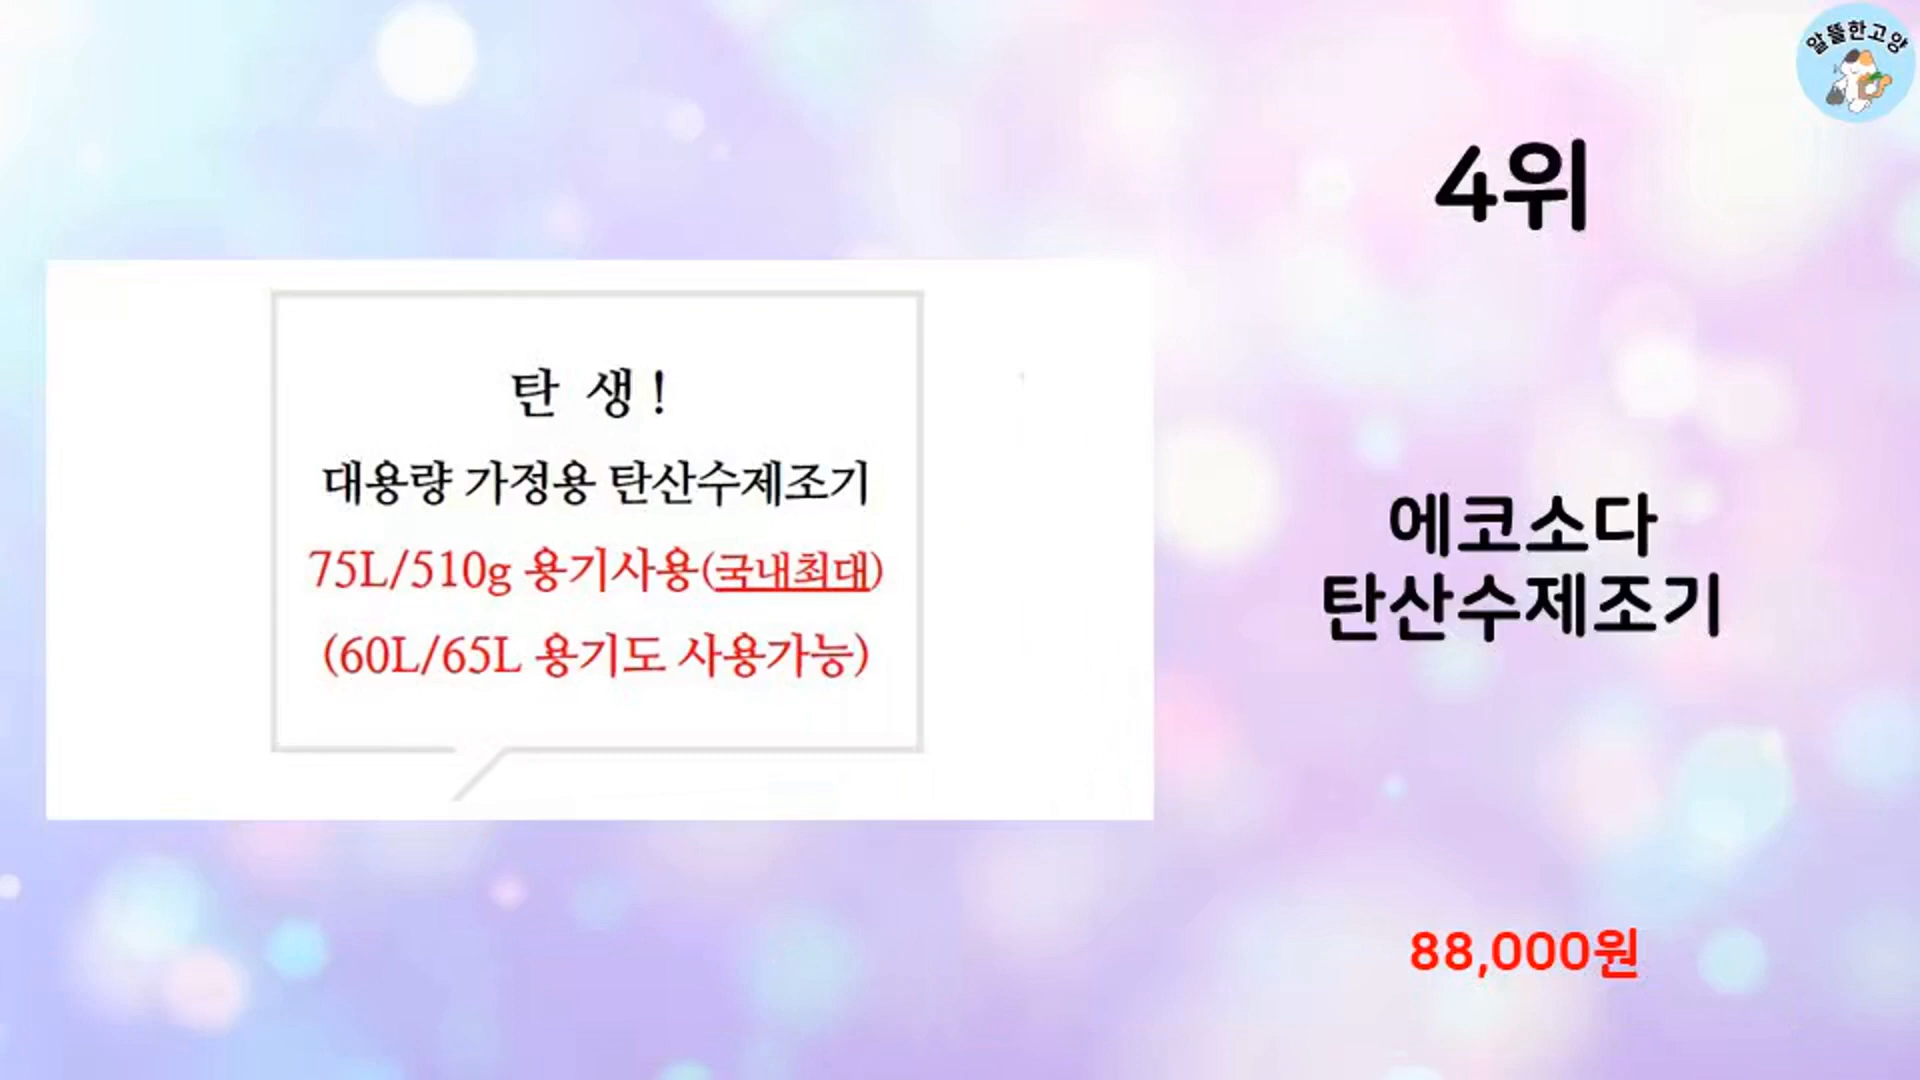 알뜰한고양
4위
탄 생 !
대용량 가정용 탄산수제조기
75L/510g 용기사용(국내최대)
(60L/65L 용기도 사용가능)
에코소다
탄산수제조기
88,000원